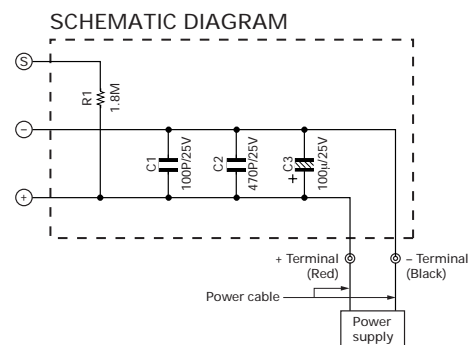 SCHEMATIC DIAGRAM
S
R1
1.8M
−
C1
100P/25V
C2
470P/25V
+
C3
100µ/25V
+
+ Terminal
(Red)
− Terminal
(Black)
Power cable
Power
supply